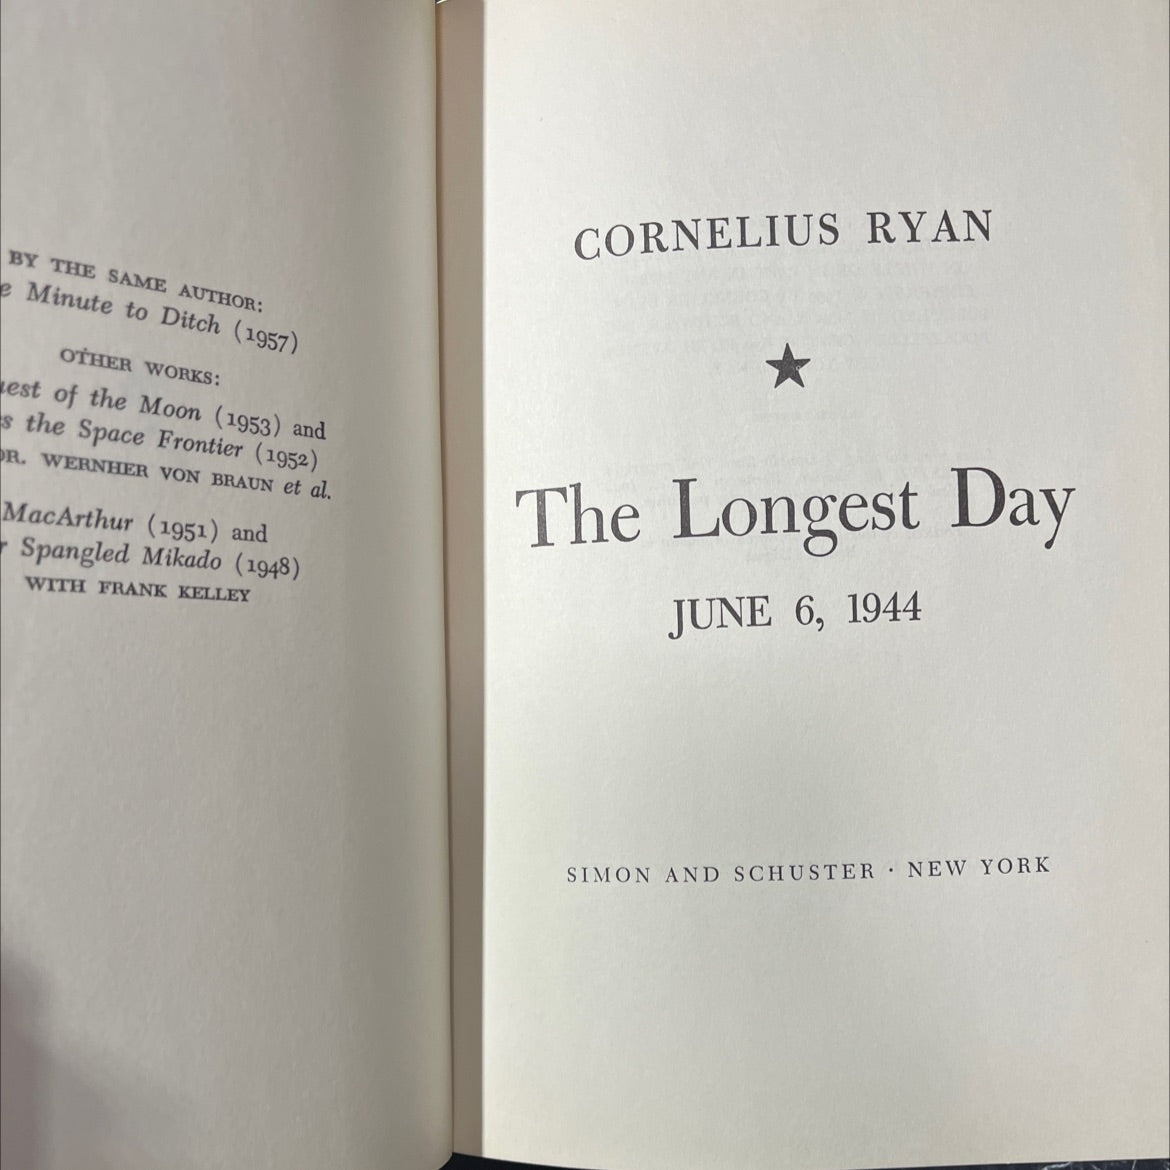 BY THE SAME AUTHOR:
Minute to Ditch (1957)
OTHER WORKS:
of the Moon (1953) and
the Space Frontier (1952)
WERNHER VON BRAUN et al.
MacArthur (1951) and
Spangled Mikado (1948)
WITH FRANK KELLEY
CORNELIUS RYAN
★
The Longest Day
JUNE 6, 1944
SIMON AND SCHUSTER · NEW YORK